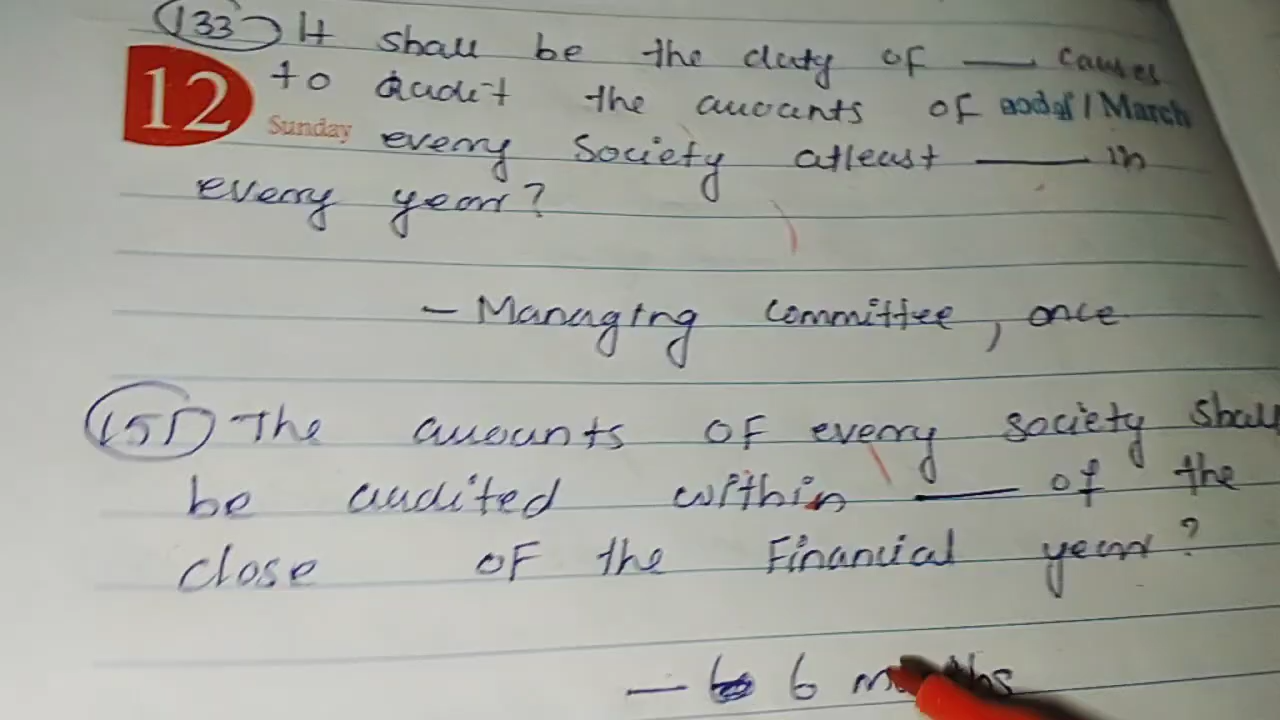 133 It shall be the duty of — causes
12 to audit the accounts of मार्च / March
Sunday every Society atleast — in
every year?
- Managing committee, once
151 The accounts of every society shall
be audited within — of the
close of the Financial year?
- 6 months